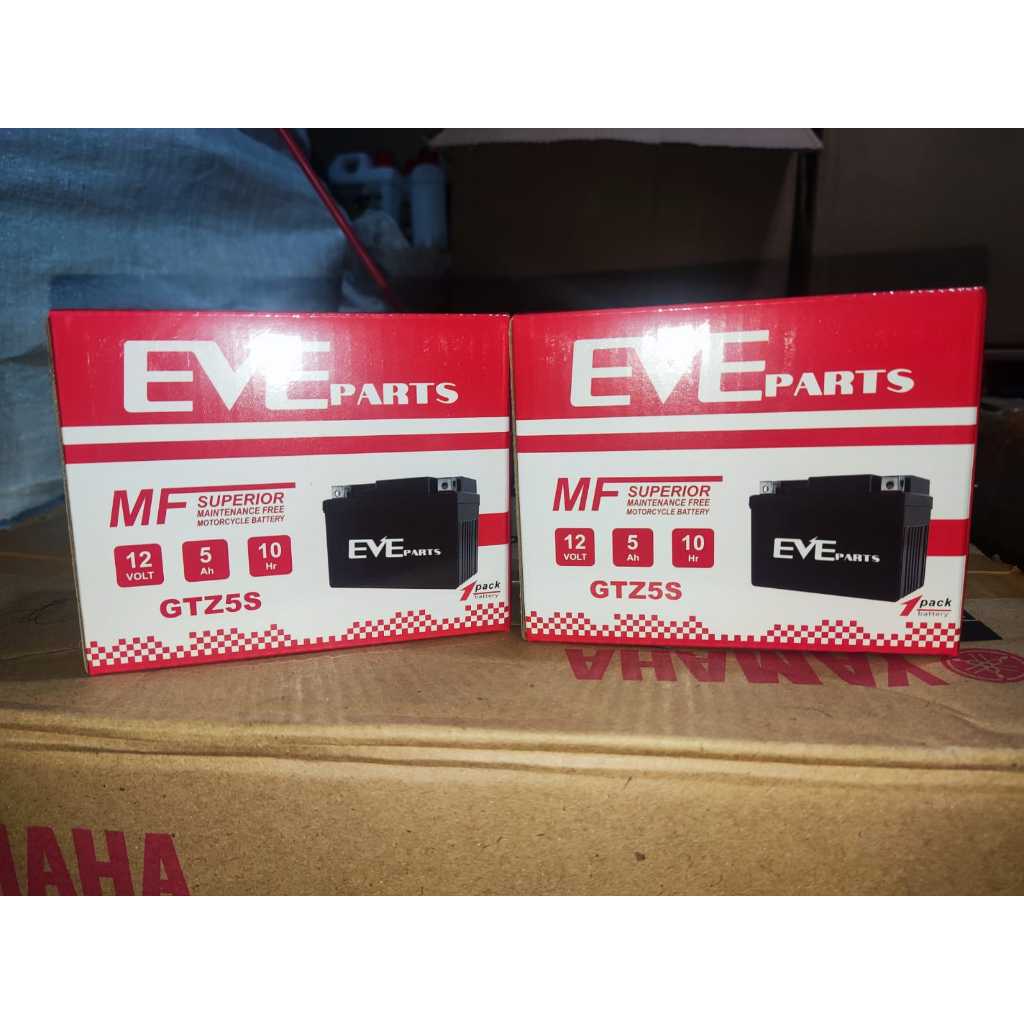 EVE PARTS
MF SUPERIOR
MAINTENANCE FREE
MOTORCYCLE BATTERY
12 VOLT
5 Ah
10 Hr
GTZ5S
EVE PARTS
1 pack
battery
EVE PARTS
MF SUPERIOR
MAINTENANCE FREE
MOTORCYCLE BATTERY
12 VOLT
5 Ah
10 Hr
GTZ5S
EVE PARTS
1 pack
battery
YAMAHA
MAHA